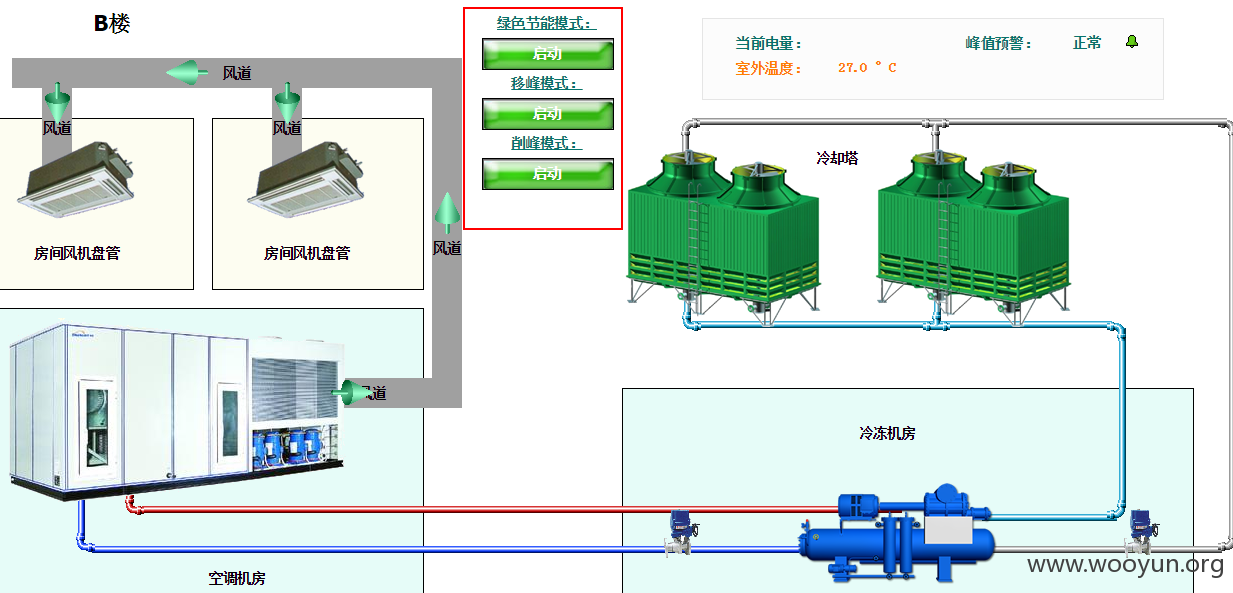 B楼
绿色节能模式：
启动
移峰模式：
启动
削峰模式：
启动
当前电量： 峰值预警： 正常
室外温度： 27.0 °C
风道
风道
风道
冷却塔
房间风机盘管
房间风机盘管
风道
风道
冷冻机房
空调机房
www.wooyun.org